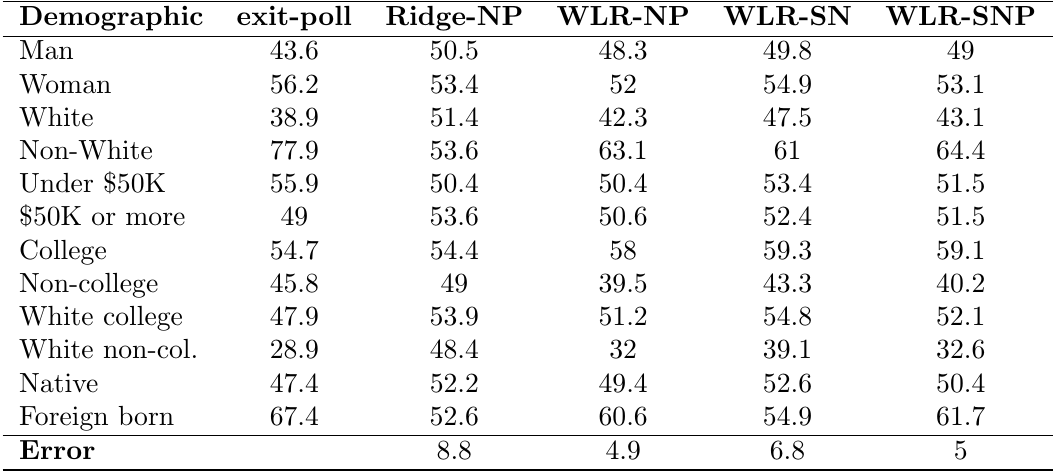 Demographic exit-poll Ridge-NP WLR-NP WLR-SN WLR-SNP
Man 43.6 50.5 48.3 49.8 49
Woman 56.2 53.4 52 54.9 53.1
White 38.9 51.4 42.3 47.5 43.1
Non-White 77.9 53.6 63.1 61 64.4
Under $50K 55.9 50.4 50.4 53.4 51.5
$50K or more 49 53.6 50.6 52.4 51.5
College 54.7 54.4 58 59.3 59.1
Non-college 45.8 49 39.5 43.3 40.2
White college 47.9 53.9 51.2 54.8 52.1
White non-col. 28.9 48.4 32 39.1 32.6
Native 47.4 52.2 49.4 52.6 50.4
Foreign born 67.4 52.6 60.6 54.9 61.7
Error 8.8 4.9 6.8 5